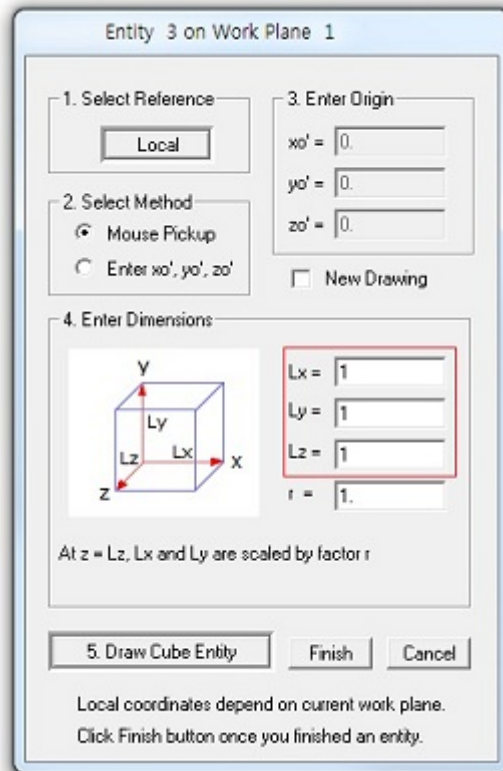 Entity 3 on Work Plane 1
1. Select Reference
Local
2. Select Method
Mouse Pickup
Enter xo', yo', zo'
3. Enter Origin
xo' = 0.
yo' = 0.
zo' = 0.
New Drawing
4. Enter Dimensions
y
Ly
Lz Lx x
z
Lx = 1
Ly = 1
Lz = 1
r = 1.
At z = Lz, Lx and Ly are scaled by factor r
5. Draw Cube Entity Finish Cancel
Local coordinates depend on current work plane.
Click Finish button once you finished an entity.